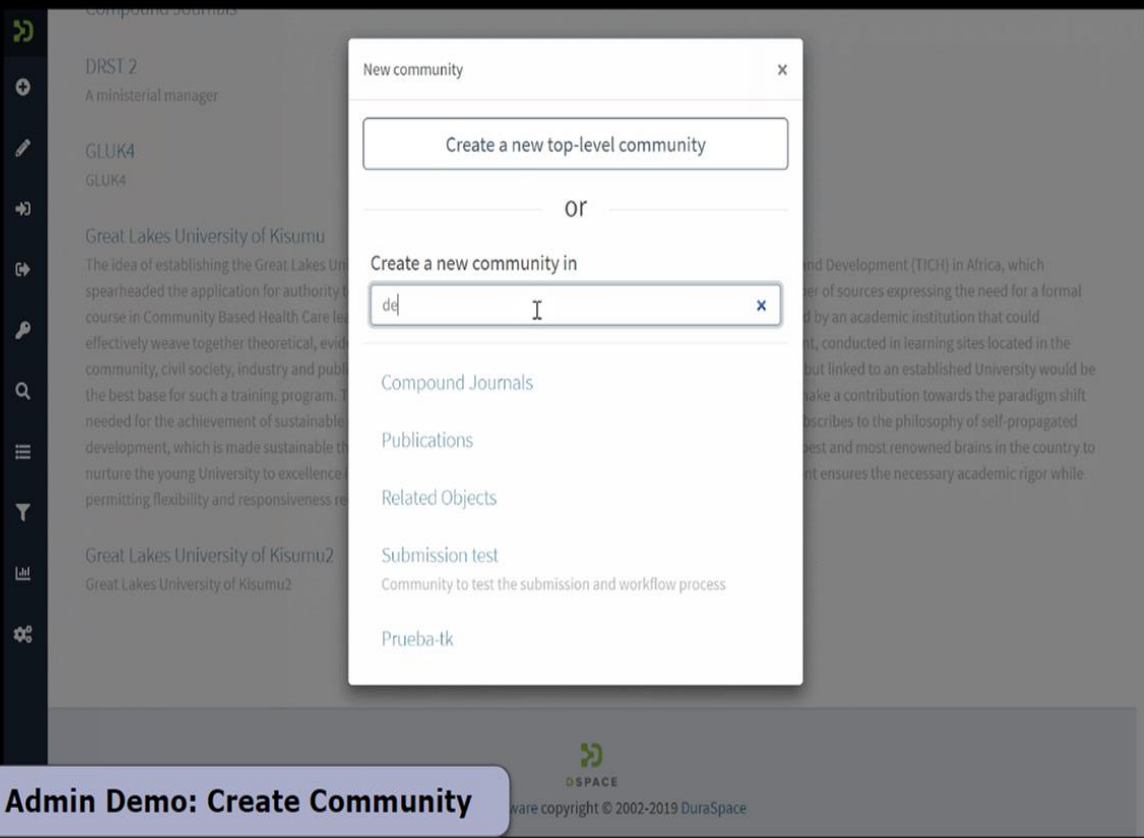 Compound Journals
DRST 2
A ministerial manager
GLUK4
GLUK4
Great Lakes University of Kisumu
The idea of establishing the Great Lakes Un
nd Development (TICH) in Africa, which
spearheaded the application for authority t
er of sources expressing the need for a formal
course in Community Based Health Care lea
d by an academic institution that could
effectively weave together theoretical, evid
nt, conducted in learning sites located in the
community, civil society, industry and publi
but linked to an established University would be
the best base for such a training program. T
ake a contribution towards the paradigm shift
needed for the achievement of sustainable
bscribes to the philosophy of self-propagated
development, which is made sustainable th
best and most renowned brains in the country to
nurture the young University to excellence i
nt ensures the necessary academic rigor while
permitting flexibility and responsiveness re
Great Lakes University of Kisumu2
Great Lakes University of Kisumu2
New community
x
Create a new top-level community
or
Create a new community in
de
x
Compound Journals
Publications
Related Objects
Submission test
Community to test the submission and workflow process
Prueba-tk
DSPACE
ware copyright © 2002-2019 DuraSpace
Admin Demo: Create Community